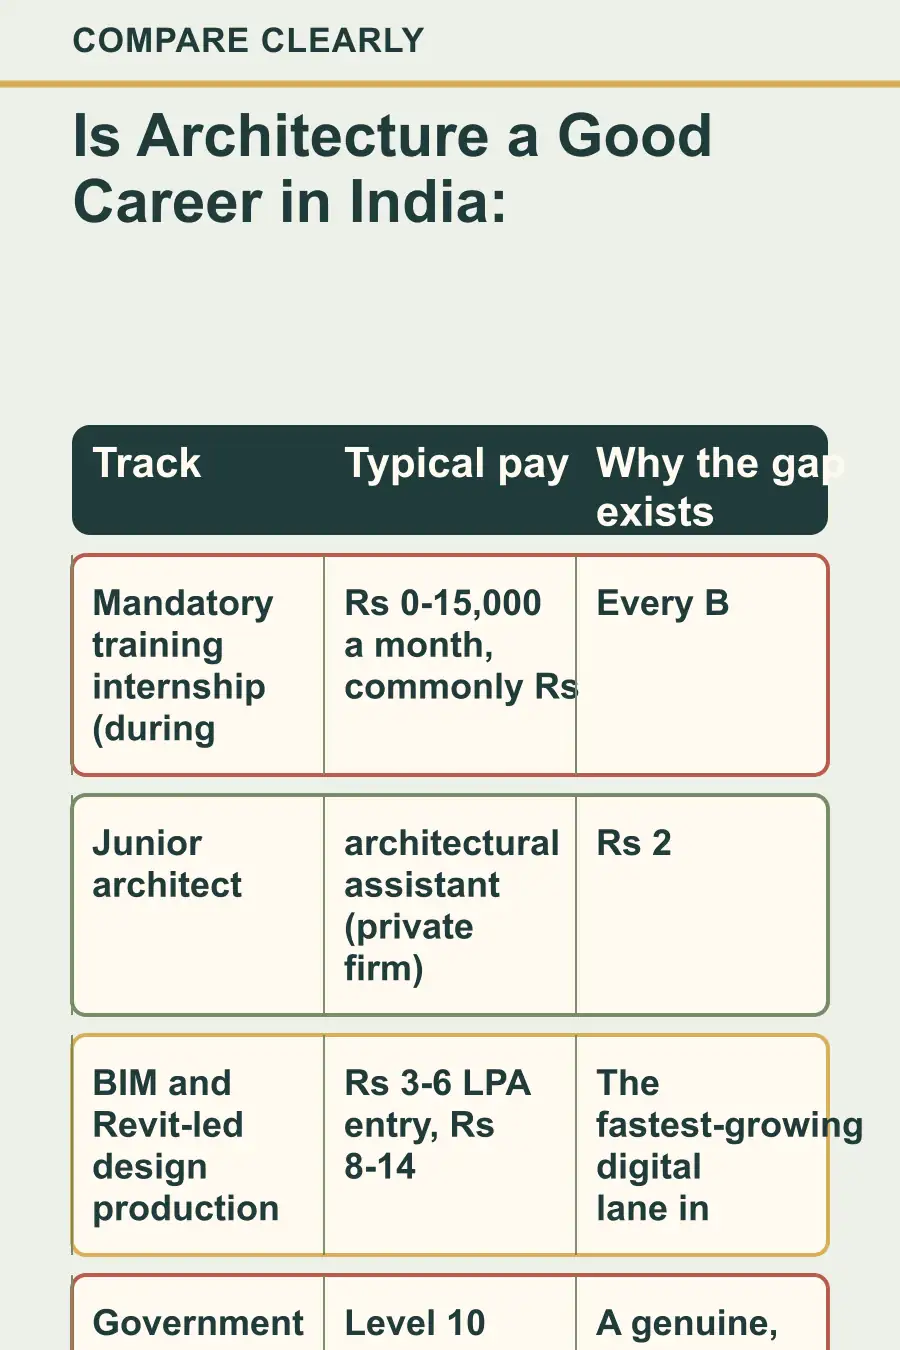 COMPARE CLEARLY
Is Architecture a Good
Career in India:
Track
Typical pay
Why the gap
exists
Mandatory
training
internship
(during
Rs 0-15,000
a month,
commonly Rs
Every B
Junior
architect
architectural
assistant
(private
firm)
Rs 2
BIM and
Revit-led
design
production
Rs 3-6 LPA
entry, Rs
8-14
The
fastest-growing
digital
lane in
Government
Level 10
A genuine,